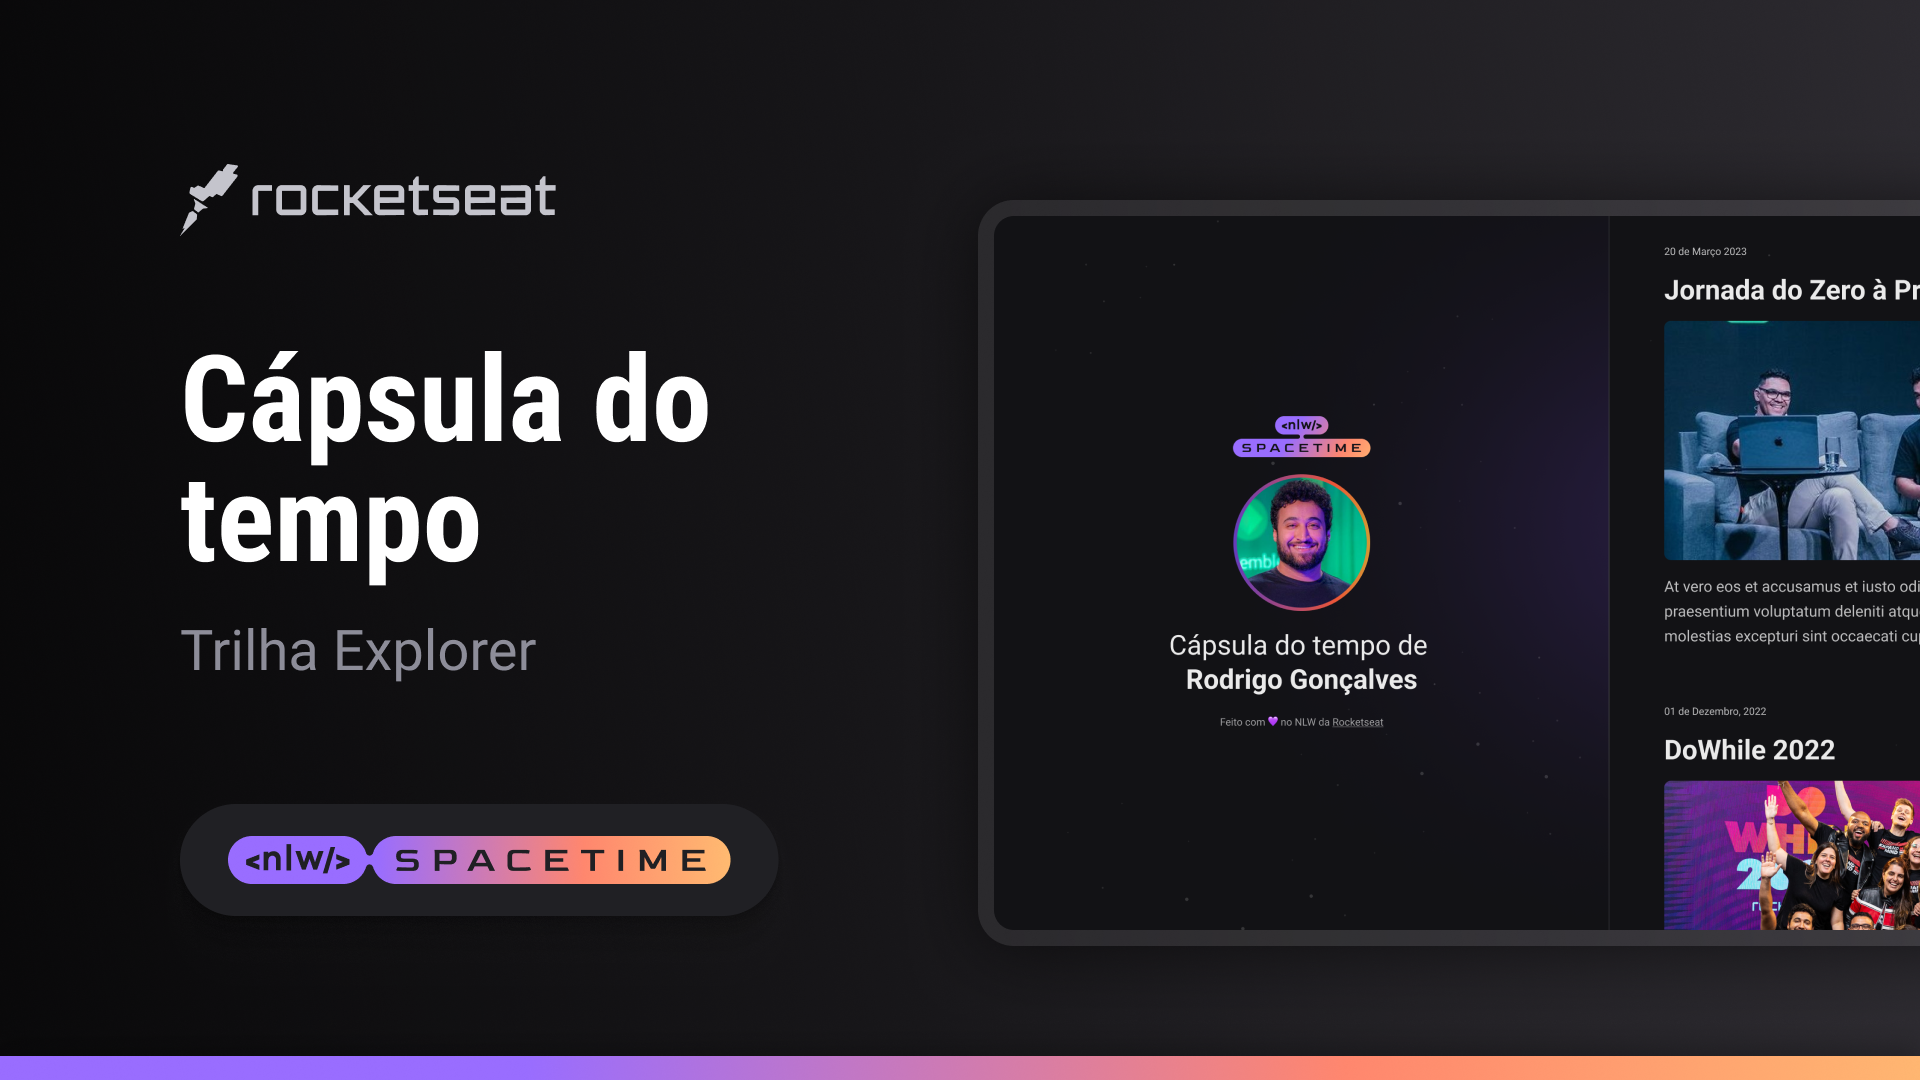 rocketseat
Cápsula do
tempo
Trilha Explorer
<nlw/> SPACETIME
<nlw/>
SPACETIME
Cápsula do tempo de
Rodrigo Gonçalves
Feito com 💜 no NLW da Rocketseat
20 de Março 2023
Jornada do Zero à Pr
At vero eos et accusamus et iusto odi
praesentium voluptatum deleniti atqu
molestias excepturi sint occaecati cu
01 de Dezembro, 2022
DoWhile 2022